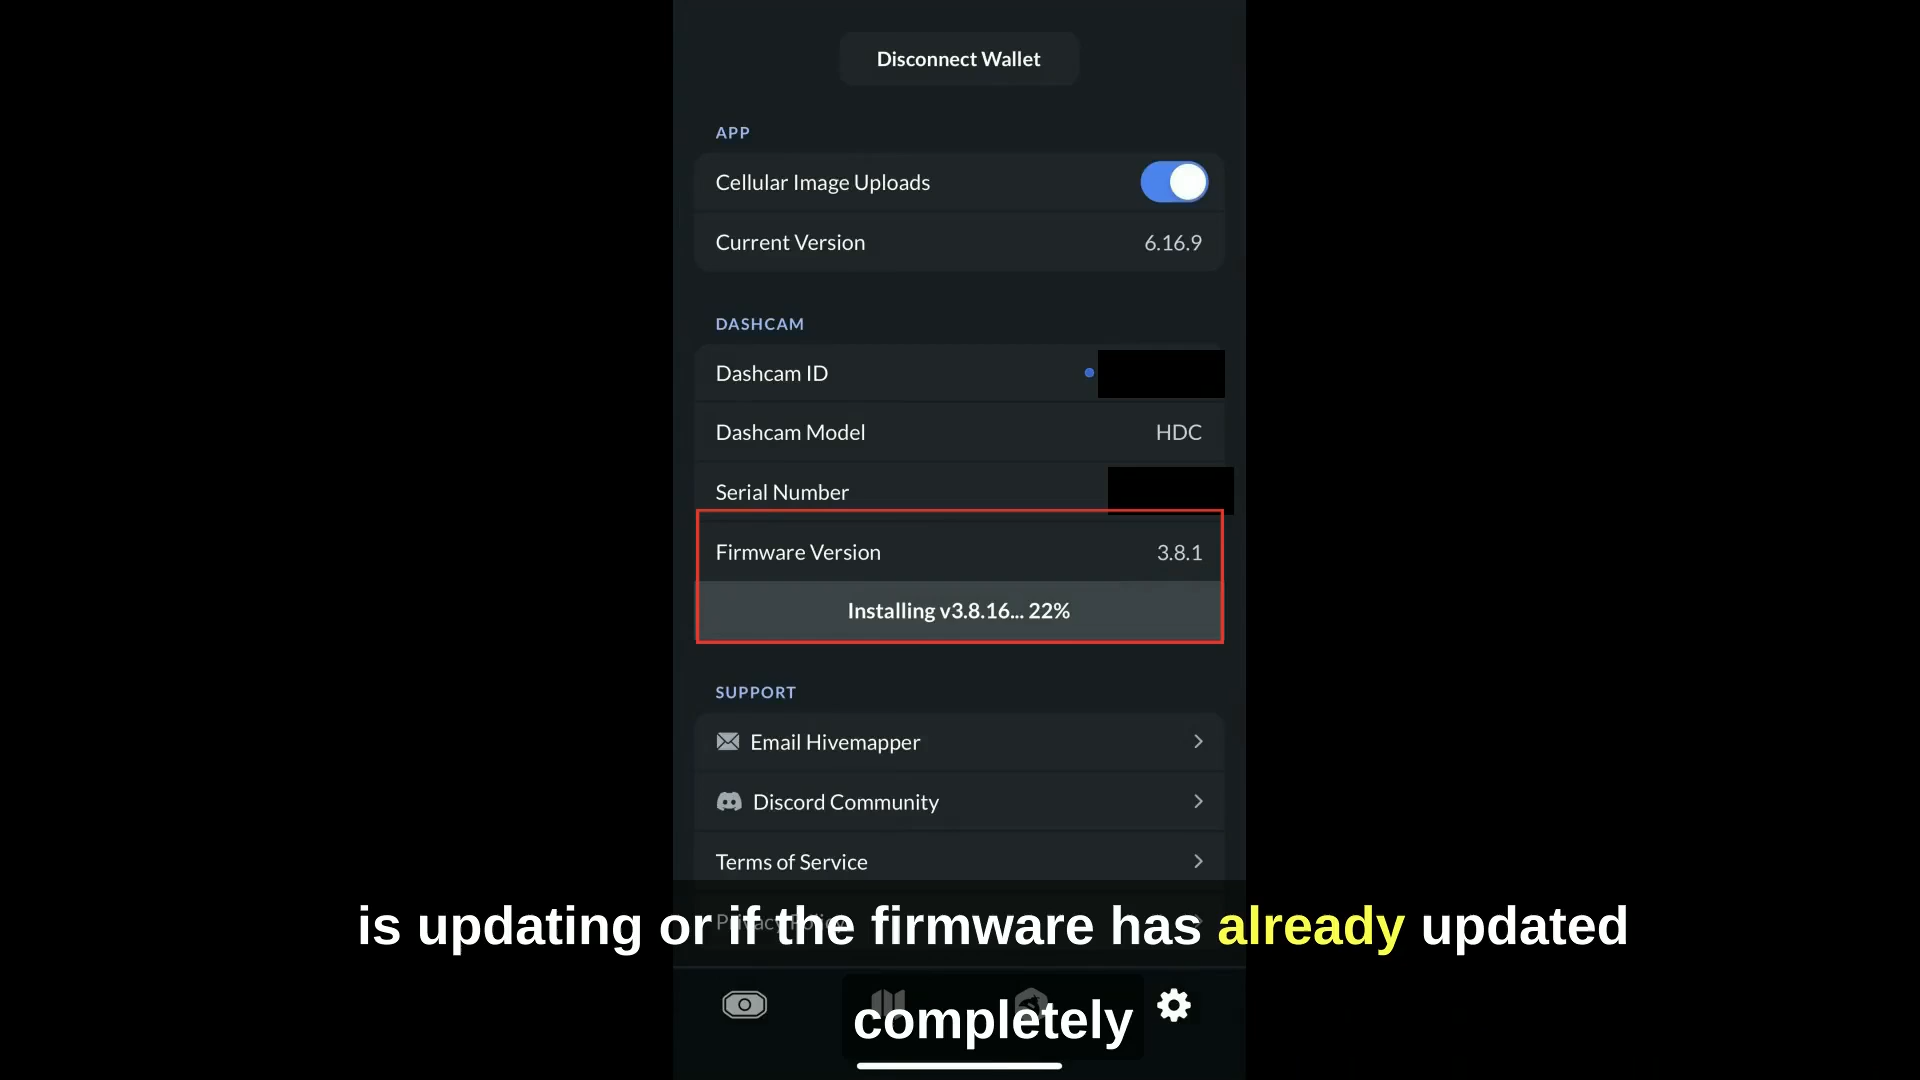 Disconnect Wallet
APP
Cellular Image Uploads
Current Version 6.16.9
DASHCAM
Dashcam ID
Dashcam Model HDC
Serial Number
Firmware Version 3.8.1
Installing v3.8.16... 22%
SUPPORT
Email Hivemapper
Discord Community
Terms of Service
Privacy Policy
is updating or if the firmware has already updated
completely